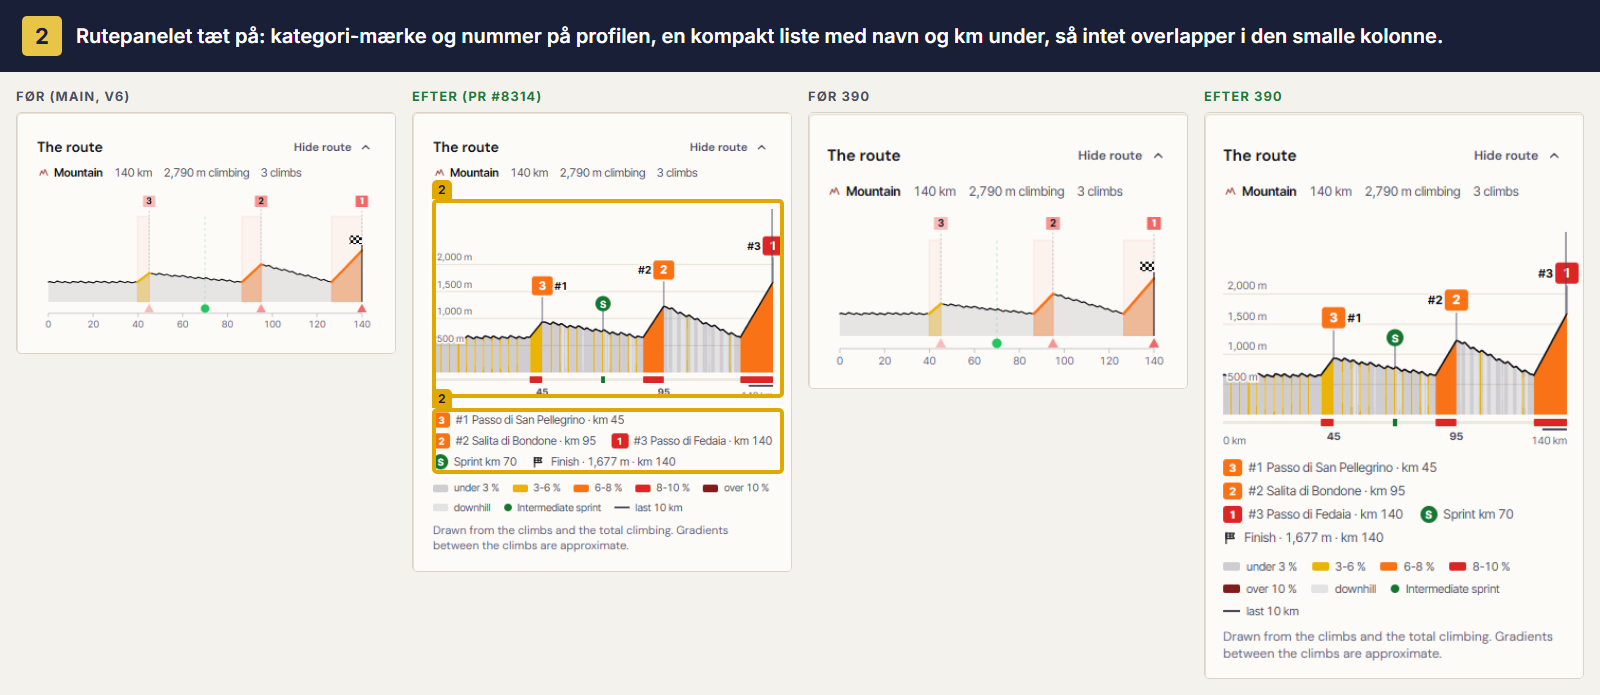 2 Rutepanelet tæt på: kategori-mærke og nummer på profilen, en kompakt liste med navn og km under, så intet overlapper i den smalle kolonne.
FØR (MAIN, V6)
The route Hide route
Mountain 140 km 2,790 m climbing 3 climbs
3 2 1
0 20 40 60 80 100 120 140
EFTER (PR #8314)
The route Hide route
Mountain 140 km 2,790 m climbing 3 climbs
2
#3 1
2,000 m
#2 2
1,500 m
3 #1
S
1,000 m
500 m
45 95
2
3 #1 Passo di San Pellegrino · km 45
2 #2 Salita di Bondone · km 95 1 #3 Passo di Fedaia · km 140
S Sprint km 70 Finish · 1,677 m · km 140
under 3 % 3-6 % 6-8 % 8-10 % over 10 %
downhill Intermediate sprint last 10 km
Drawn from the climbs and the total climbing. Gradients
between the climbs are approximate.
FØR 390
The route Hide route
Mountain 140 km 2,790 m climbing 3 climbs
3 2 1
0 20 40 60 80 100 120 140
EFTER 390
The route Hide route
Mountain 140 km 2,790 m climbing 3 climbs
#3 1
2,000 m
#2 2
1,500 m
3 #1
S
1,000 m
500 m
0 km 45 95 140 km
3 #1 Passo di San Pellegrino · km 45
2 #2 Salita di Bondone · km 95
1 #3 Passo di Fedaia · km 140 S Sprint km 70
Finish · 1,677 m · km 140
under 3 % 3-6 % 6-8 % 8-10 %
over 10 % downhill Intermediate sprint
last 10 km
Drawn from the climbs and the total climbing. Gradients
between the climbs are approximate.